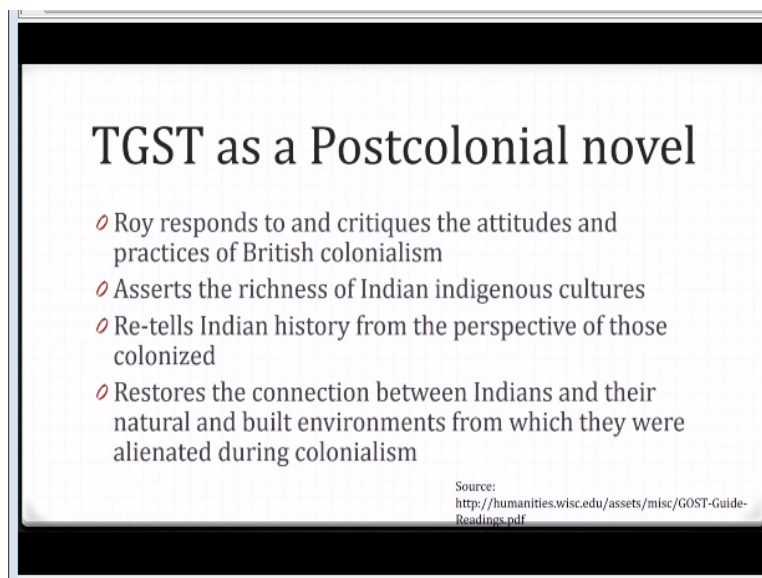 TGST as a Postcolonial novel
Roy responds to and critiques the attitudes and
practices of British colonialism
Asserts the richness of Indian indigenous cultures
Re-tells Indian history from the perspective of those
colonized
Restores the connection between Indians and their
natural and built environments from which they were
alienated during colonialism
Source:
http://humanities.wisc.edu/assets/misc/GOST-Guide-
Readings.pdf